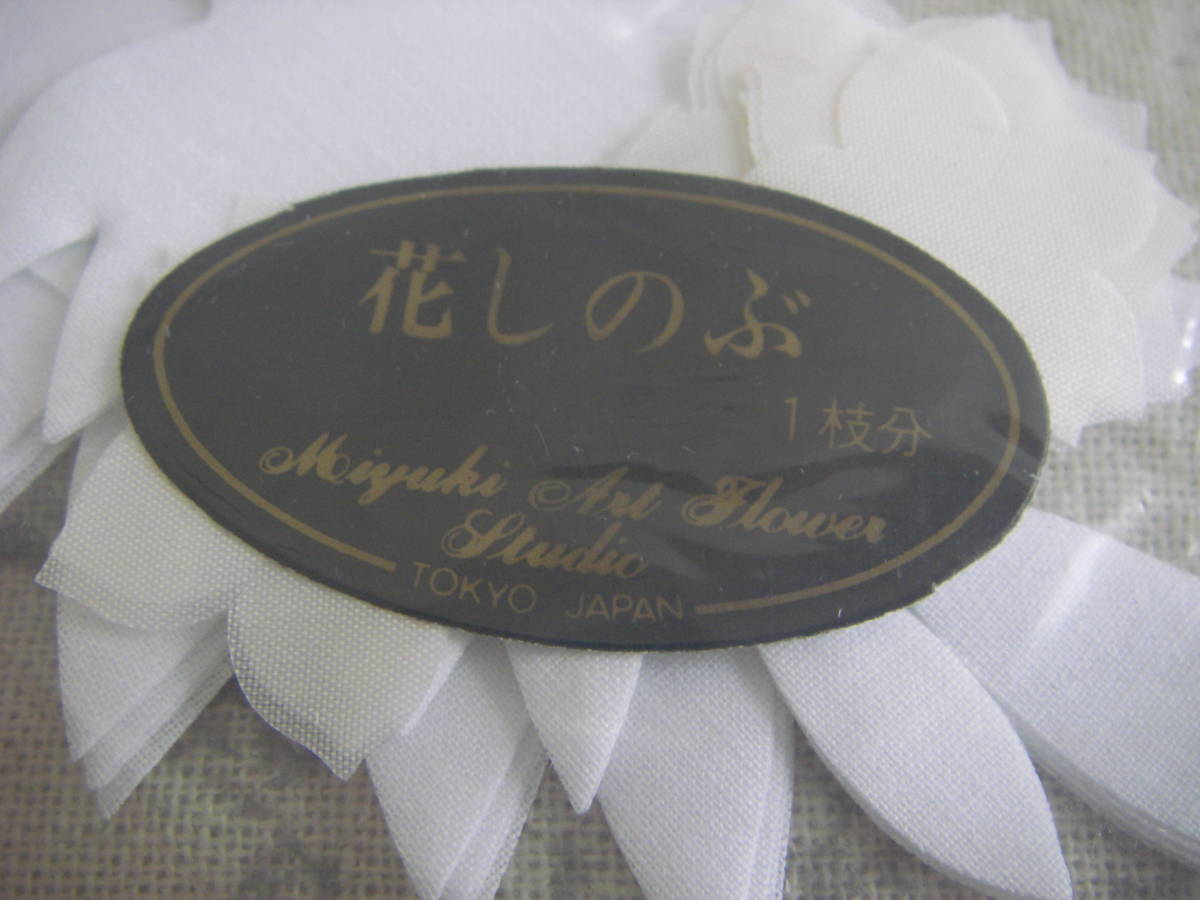 花しのぶ
1枝分
Miyuki Art Flower
Studio
TOKYO JAPAN